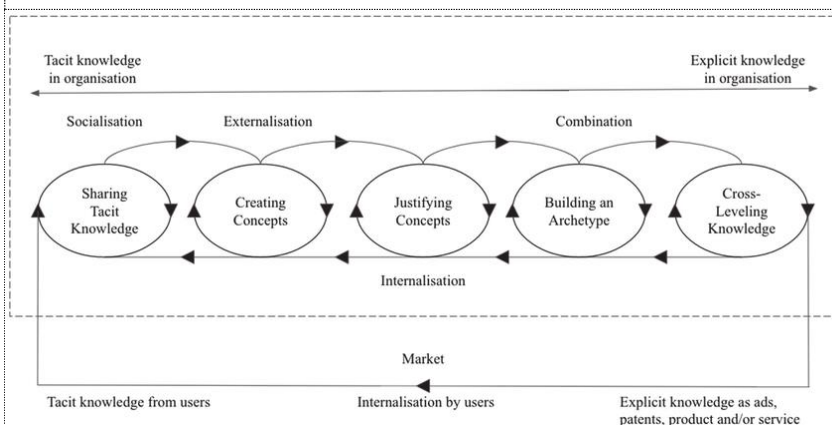 Tacit knowledge
in organisation
Explicit knowledge
in organisation
Socialisation
Externalisation
Combination
Sharing
Tacit
Knowledge
Creating
Concepts
Justifying
Concepts
Building an
Archetype
Cross-
Leveling
Knowledge
Internalisation
Market
Tacit knowledge from users
Internalisation by users
Explicit knowledge as ads,
patents, product and/or service